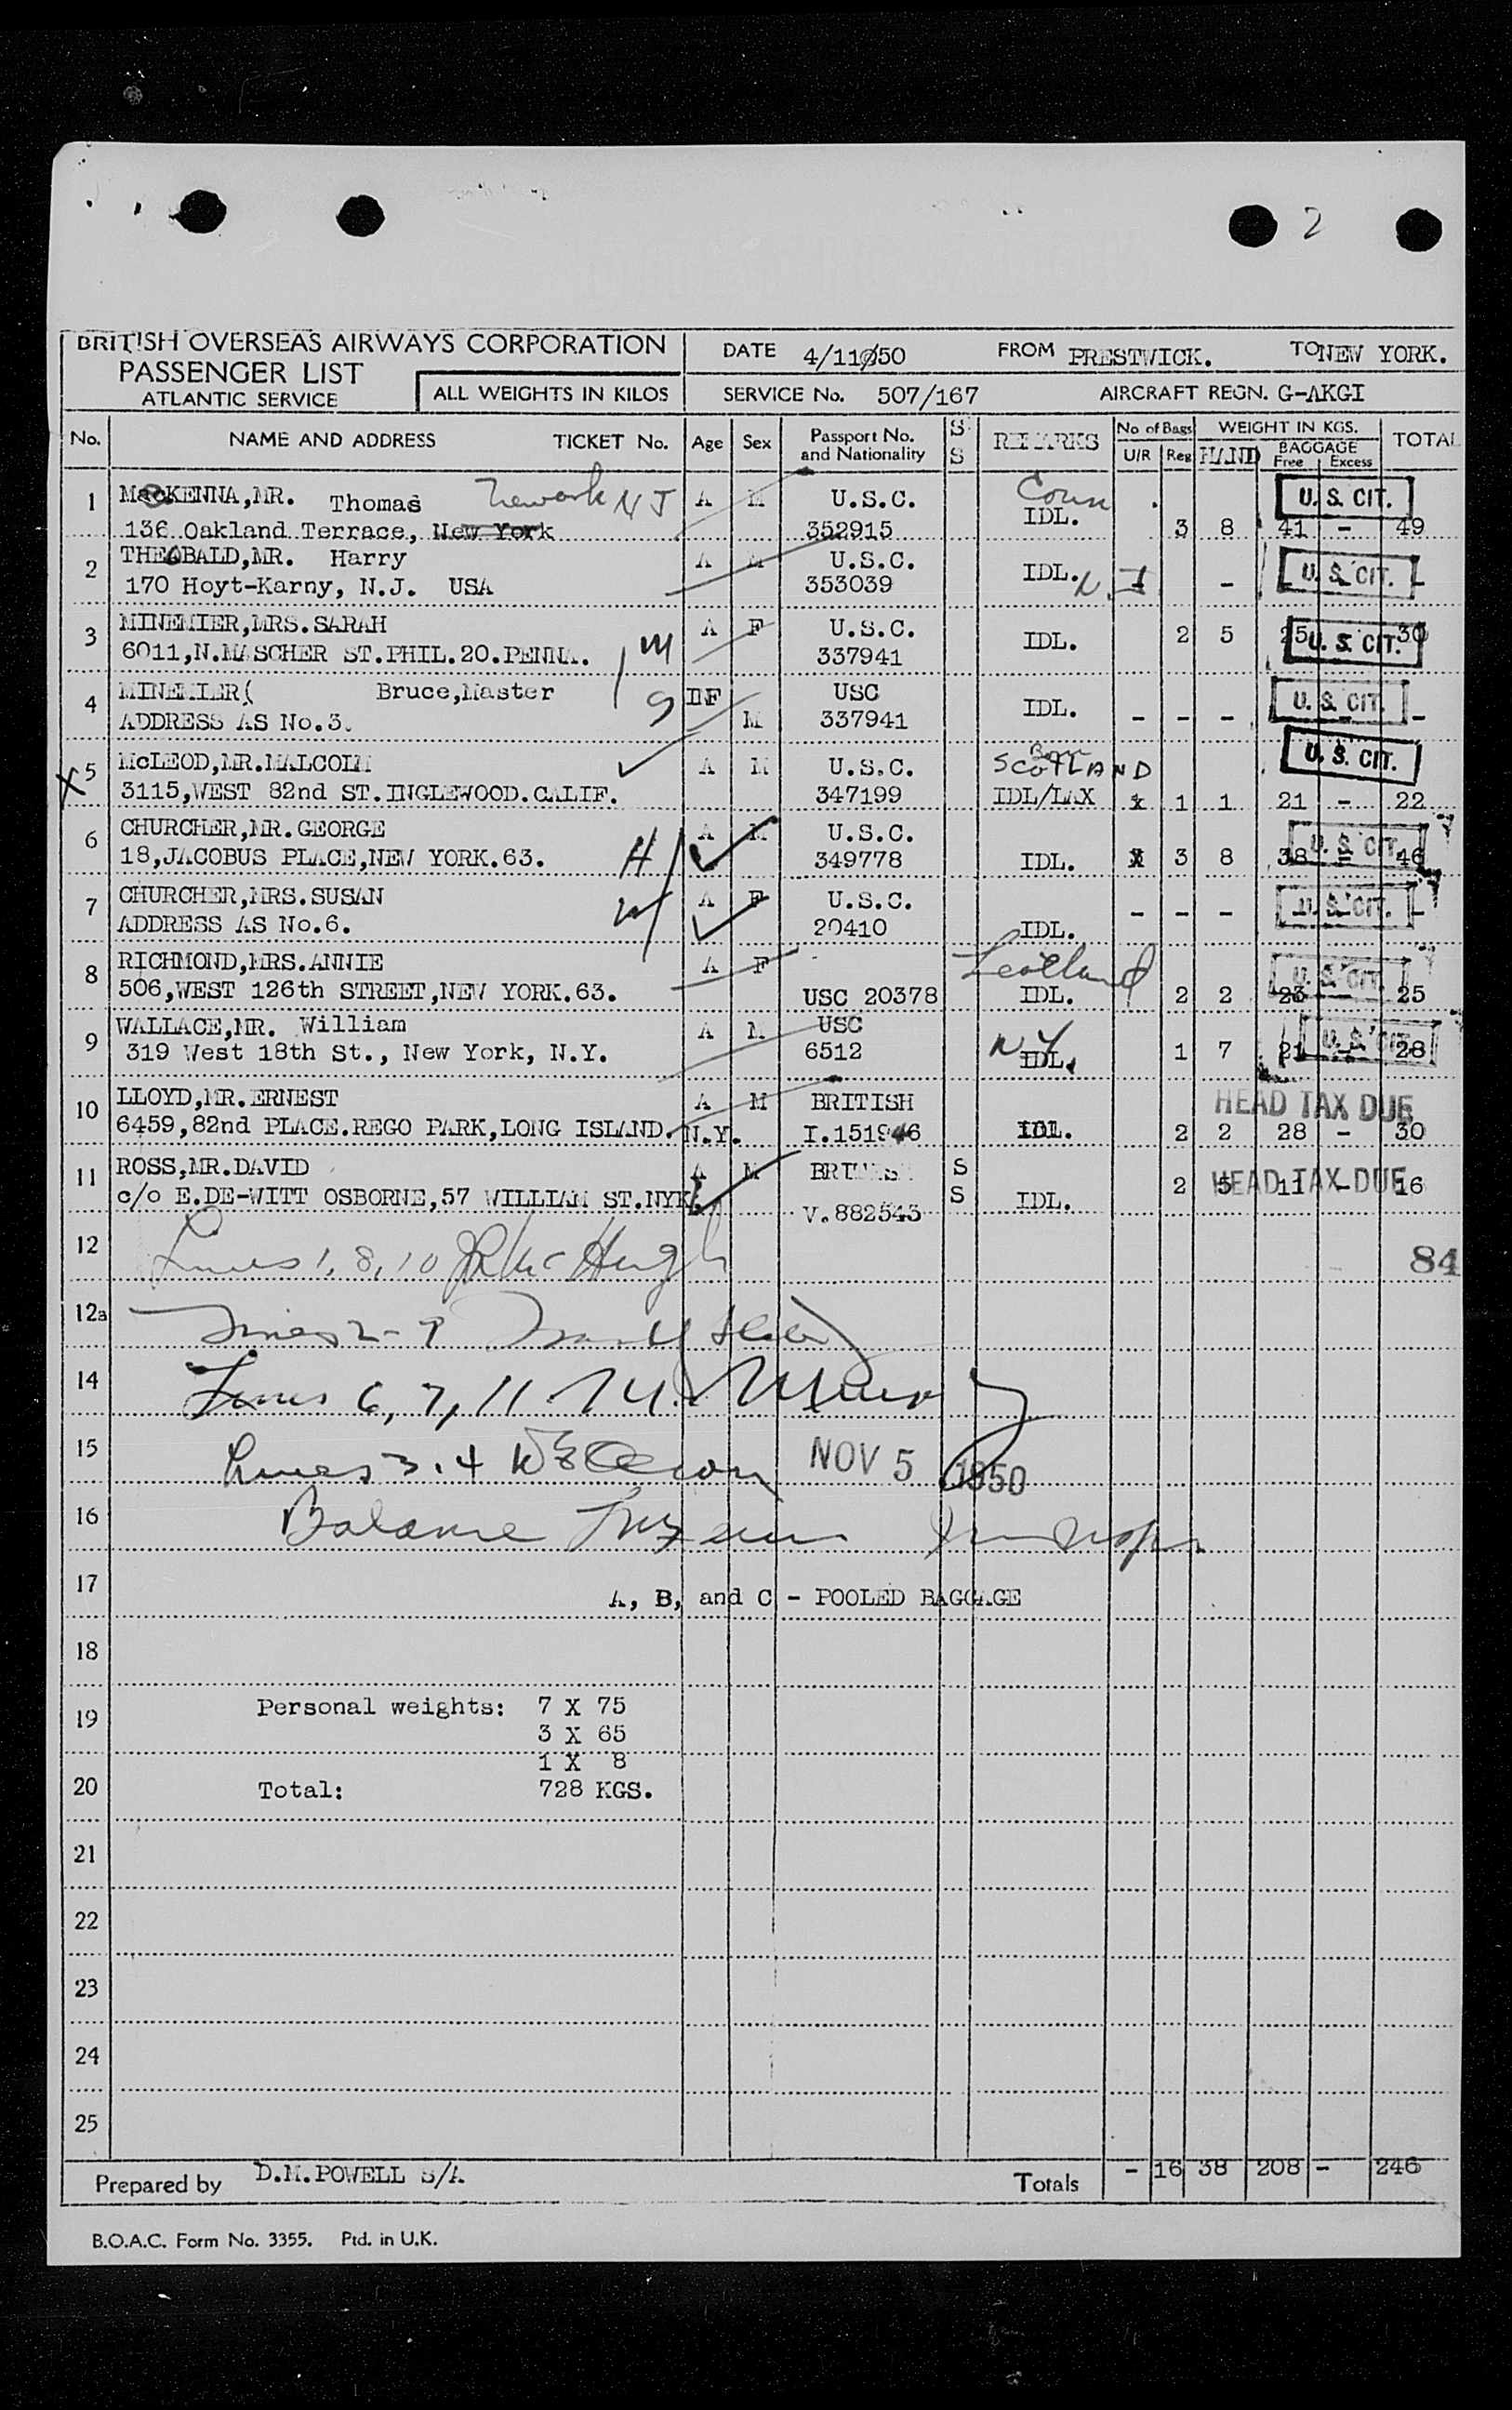 2
BRITISH OVERSEAS AIRWAYS CORPORATION
PASSENGER LIST
ATLANTIC SERVICE
ALL WEIGHTS IN KILOS
DATE 4/11/50 FROM PRESTWICK. TO NEW YORK.
SERVICE No. 507/167 AIRCRAFT REGN. G-AKGI
No. NAME AND ADDRESS TICKET No. Age Sex Passport No. and Nationality S S REMARKS No of Bags U/R Reg WEIGHT IN KGS. HAND BAGGAGE Free Excess TOTAL
1 MacKENNA,MR. Thomas Newark NJ A M U.S.C. Conn U.S. CIT.
136 Oakland Terrace, New York 352915 IDL. 3 8 41 - 49
2 THEOBALD,MR. Harry A M U.S.C. U.S. CIT.
170 Hoyt-Karny, N.J. USA 353039 IDL. N.J - -
3 MINEMIER,MRS.SARAH A F U.S.C. 2 5 25 30
6011,N.MASCHER ST.PHIL.20.PENNA. M 337941 IDL. U.S. CIT.
4 MINEMIER( Bruce,Master S INF USC U.S. CIT.
ADDRESS AS No.3. M 337941 IDL. - - - - -
X 5 McLEOD,MR.MALCOLM A M U.S.C. Born SCOTLAND U.S. CIT.
3115,WEST 82nd ST.INGLEWOOD.CALIF. 347199 IDL/LAX 1 1 21 - 22
6 CHURCHER,MR.GEORGE A M U.S.C. U.S. CIT.
18,JACOBUS PLACE,NEW YORK.63. H 349778 IDL. 3 8 38 - 46
7 CHURCHER,MRS.SUSAN W A F U.S.C. U.S. CIT.
ADDRESS AS No.6. 20410 IDL. - - - -
8 RICHMOND,MRS.ANNIE A F Scotland U.S. CIT.
506,WEST 126th STREET,NEW YORK.63. USC 20378 IDL. 2 2 23 - 25
9 WALLACE,MR. William A M USC NY U.S. CIT.
319 West 18th St., New York, N.Y. 6512 IDL. 1 7 21 - 28
10 LLOYD,MR.ERNEST A M BRITISH HEAD TAX DUE
6459,82nd PLACE.REGO PARK,LONG ISLAND. N.Y. I.151946 IDL. 2 2 28 - 30
11 ROSS,MR.DAVID A M BRITISH S 2 5 11 - 16 HEAD TAX DUE
c/o E.DE-WITT OSBORNE,57 WILLIAM ST.NYK. V.882543 S IDL.
12 Lines 1, 8, 10 McHugh 84
12a Lines 2-9
14 Lines 6, 7, 11
15 Lines 3.4 NOV 5 1950
16 Balance
17 A, B, and C - POOLED BAGGAGE
18
19 Personal weights: 7 X 75
3 X 65
1 X 8
20 Total: 728 KGS.
21
22
23
24
25
Prepared by D.M.POWELL S/A Totals - 16 38 208 - 246
B.O.A.C. Form No. 3355. Ptd. in U.K.